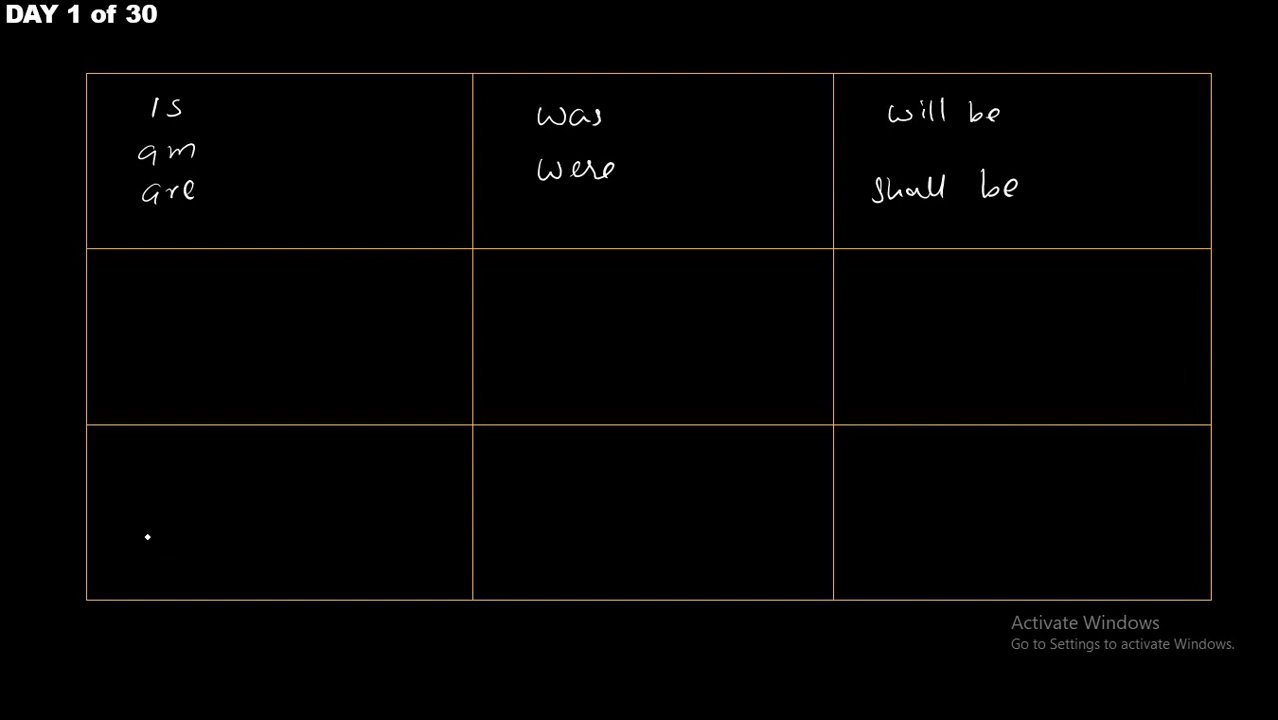 DAY 1 of 30
Is
am
are
was
were
will be
shall be
Activate Windows
Go to Settings to activate Windows.